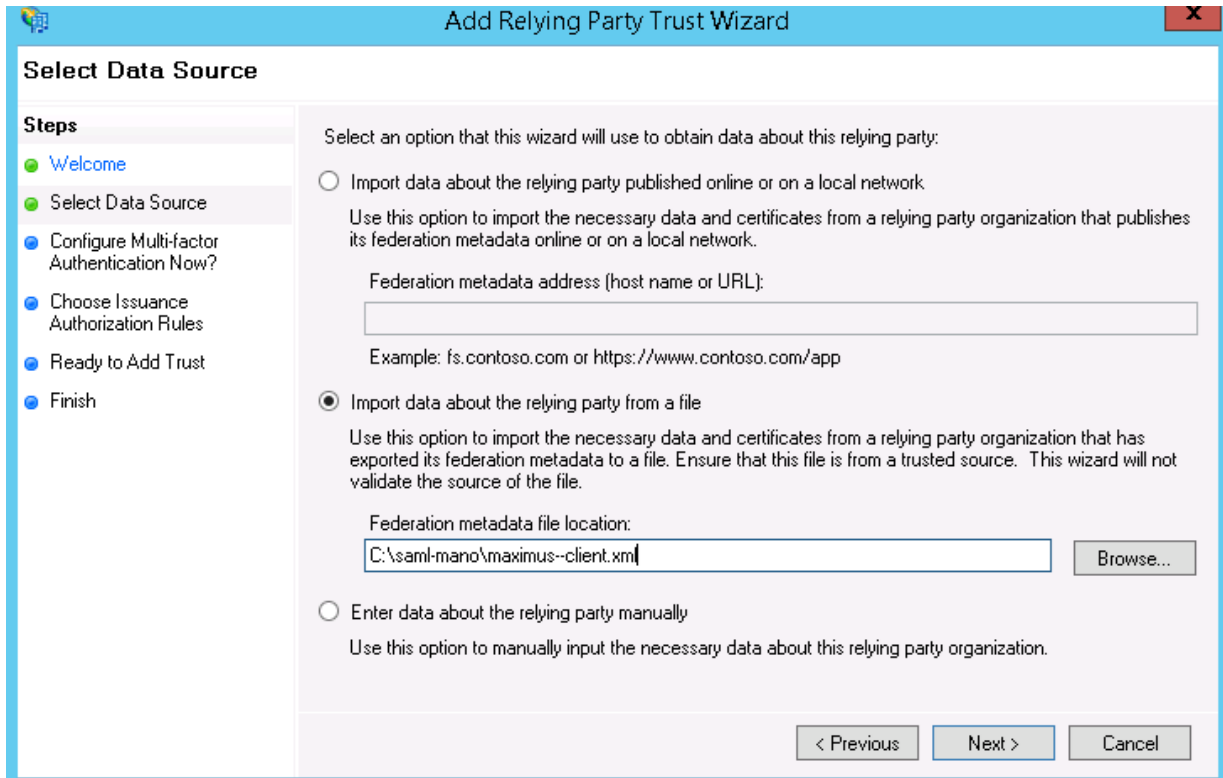 Add Relying Party Trust Wizard
x
Select Data Source
Steps
Welcome
Select Data Source
Configure Multi-factor
Authentication Now?
Choose Issuance
Authorization Rules
Ready to Add Trust
Finish
Select an option that this wizard will use to obtain data about this relying party:
Import data about the relying party published online or on a local network
Use this option to import the necessary data and certificates from a relying party organization that publishes
its federation metadata online or on a local network.
Federation metadata address (host name or URL):
Example: fs.contoso.com or https://www.contoso.com/app
Import data about the relying party from a file
Use this option to import the necessary data and certificates from a relying party organization that has
exported its federation metadata to a file. Ensure that this file is from a trusted source.  This wizard will not
validate the source of the file.
Federation metadata file location:
C:\saml-mano\maximus--client.xml
Browse...
Enter data about the relying party manually
Use this option to manually input the necessary data about this relying party organization.
< Previous
Next >
Cancel